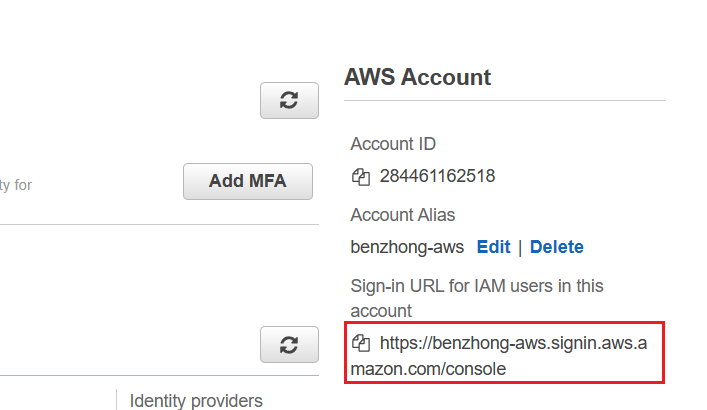 AWS Account
Account ID
284461162518
ty for
Add MFA
Account Alias
benzhong-aws Edit | Delete
Sign-in URL for IAM users in this
account
https://benzhong-aws.signin.aws.a
mazon.com/console
Identity providers